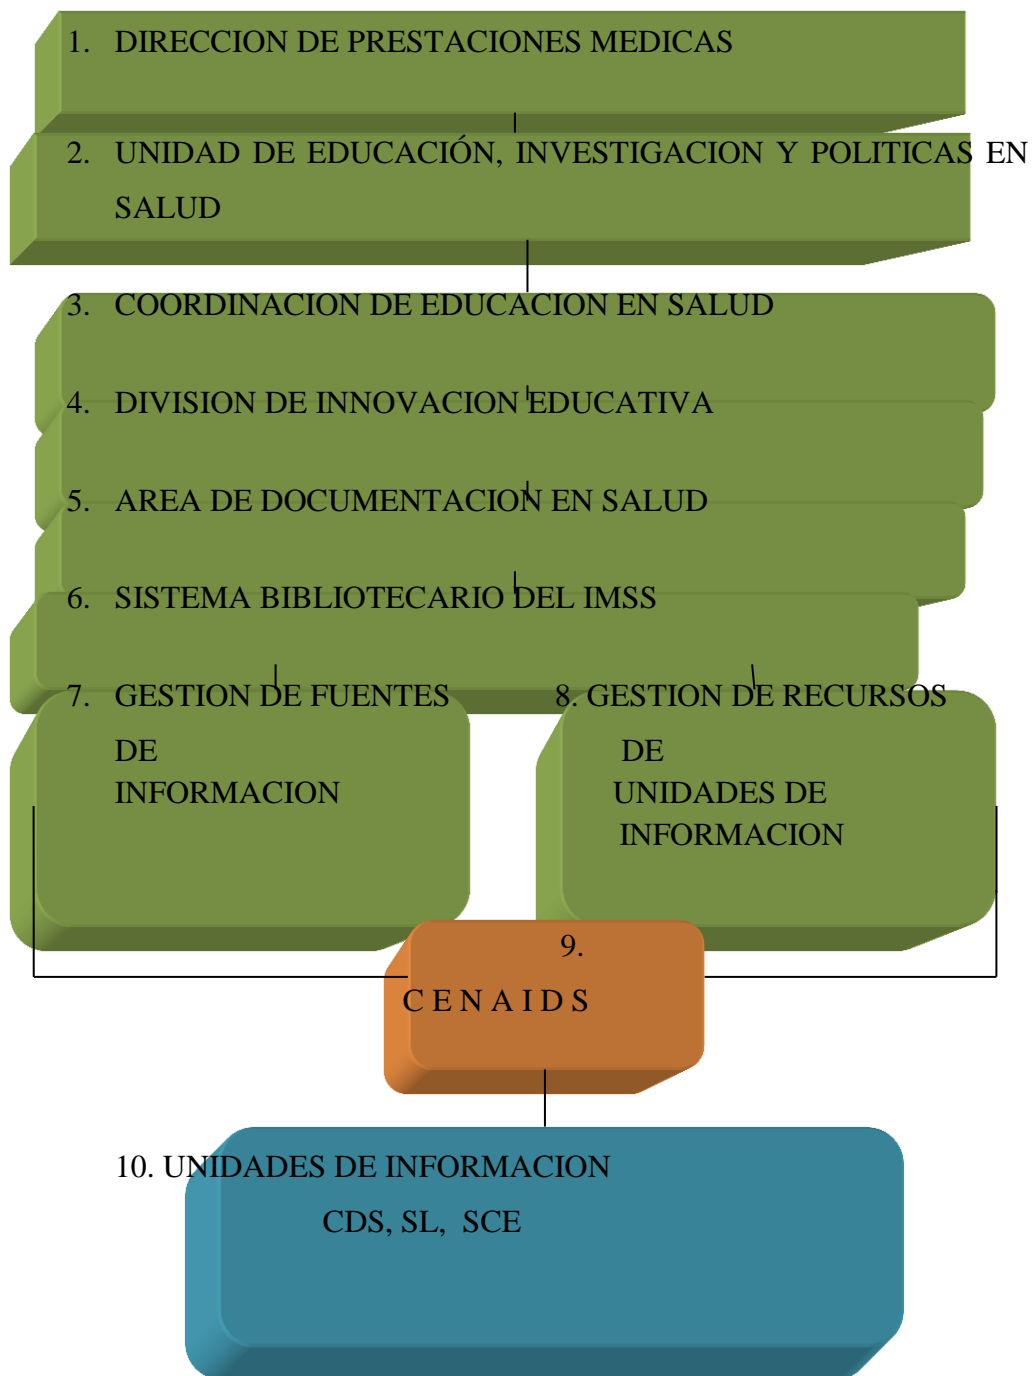 1. DIRECCION DE PRESTACIONES MEDICAS
2. UNIDAD DE EDUCACIÓN, INVESTIGACION Y POLITICAS EN
SALUD
3. COORDINACION DE EDUCACION EN SALUD
4. DIVISION DE INNOVACION EDUCATIVA
5. AREA DE DOCUMENTACION EN SALUD
6. SISTEMA BIBLIOTECARIO DEL IMSS
7. GESTION DE FUENTES
DE
INFORMACION
8. GESTION DE RECURSOS
DE
UNIDADES DE
INFORMACION
9.
C E N A I D S
10. UNIDADES DE INFORMACION
CDS, SL, SCE